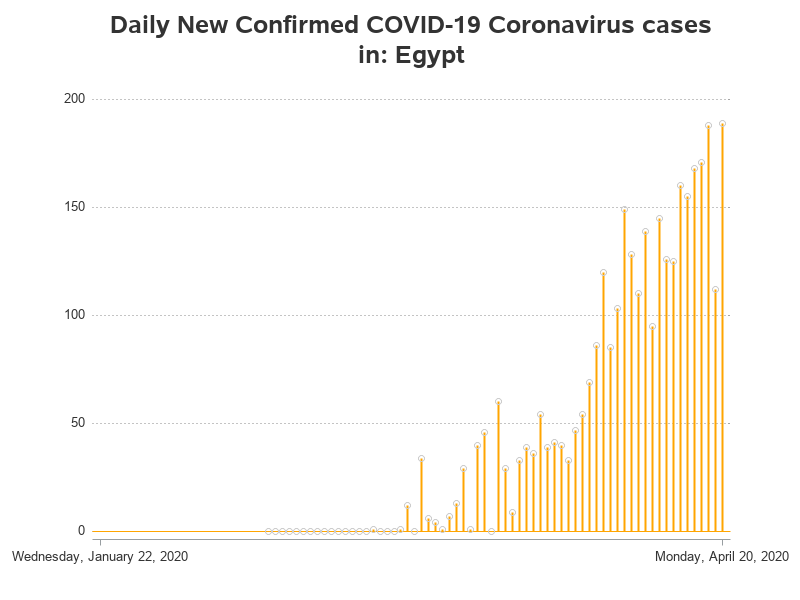 Daily New Confirmed COVID-19 Coronavirus cases
in: Egypt
200
150
100
50
0
Wednesday, January 22, 2020 Monday, April 20, 2020